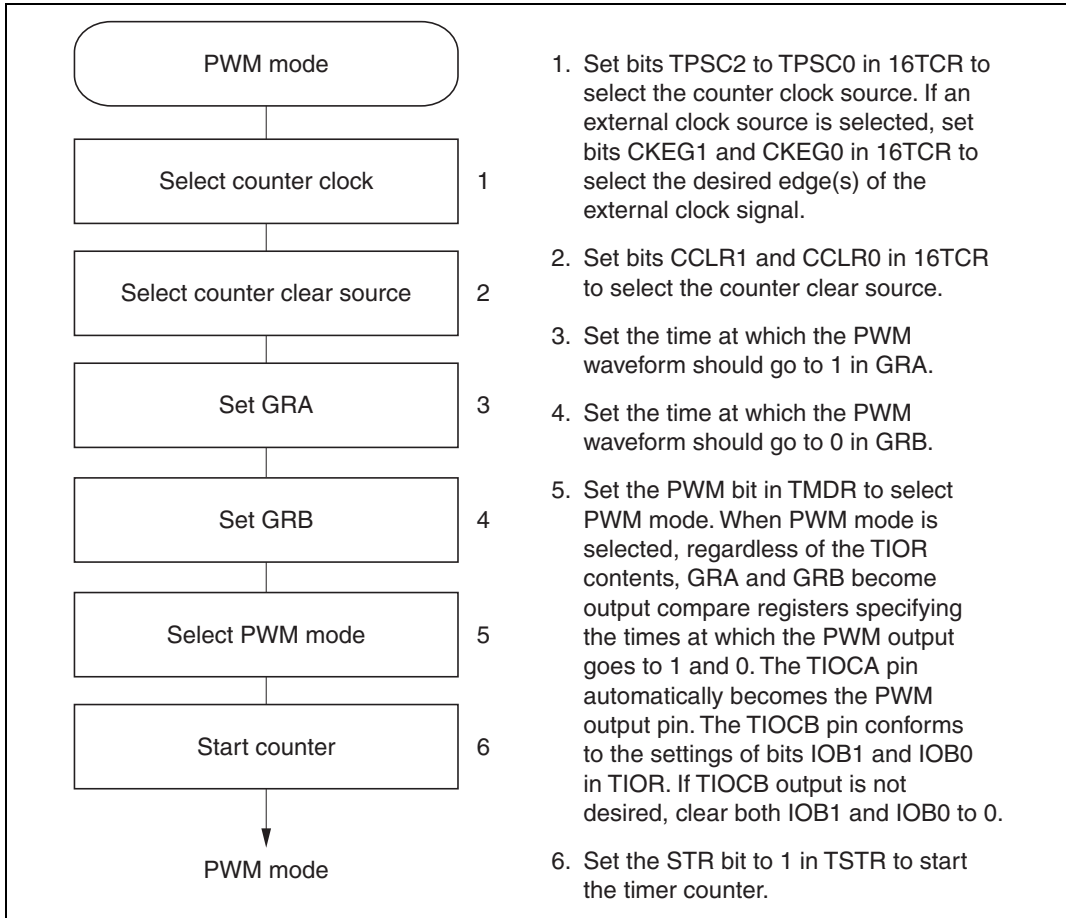 PWM mode
Select counter clock 1
Select counter clear source 2
Set GRA 3
Set GRB 4
Select PWM mode 5
Start counter 6
PWM mode
1. Set bits TPSC2 to TPSC0 in 16TCR to
select the counter clock source. If an
external clock source is selected, set
bits CKEG1 and CKEG0 in 16TCR to
select the desired edge(s) of the
external clock signal.
2. Set bits CCLR1 and CCLR0 in 16TCR
to select the counter clear source.
3. Set the time at which the PWM
waveform should go to 1 in GRA.
4. Set the time at which the PWM
waveform should go to 0 in GRB.
5. Set the PWM bit in TMDR to select
PWM mode. When PWM mode is
selected, regardless of the TIOR
contents, GRA and GRB become
output compare registers specifying
the times at which the PWM output
goes to 1 and 0. The TIOCA pin
automatically becomes the PWM
output pin. The TIOCB pin conforms
to the settings of bits IOB1 and IOB0
in TIOR. If TIOCB output is not
desired, clear both IOB1 and IOB0 to 0.
6. Set the STR bit to 1 in TSTR to start
the timer counter.